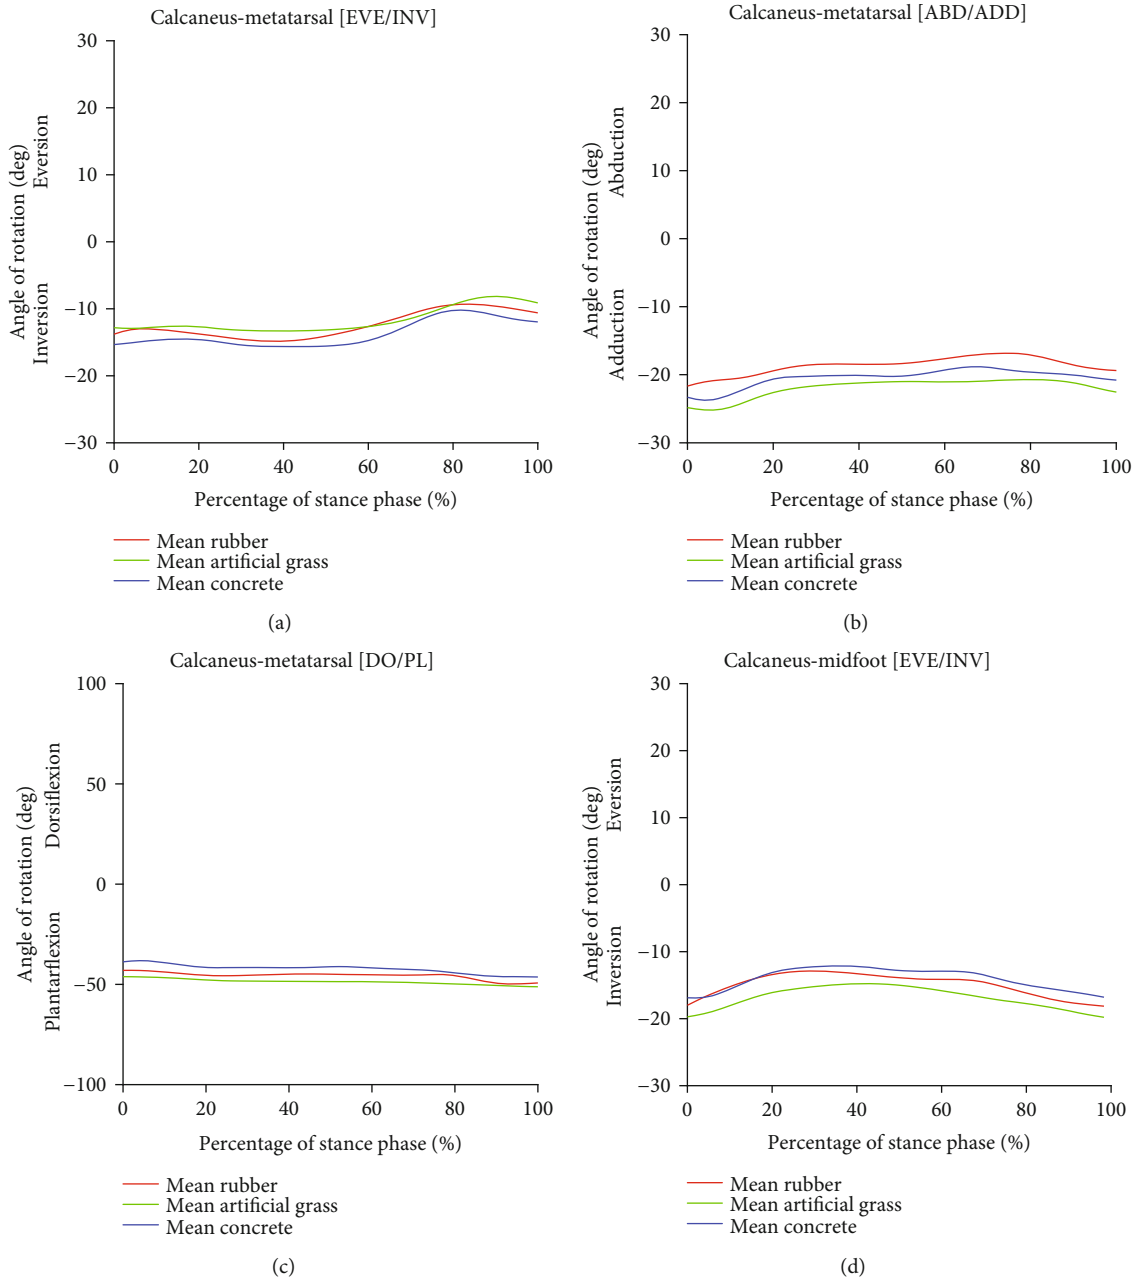 Calcaneus-metatarsal [EVE/INV]
30
20
10
0
−10
−20
−30
Angle of rotation (deg)
Inversion
Eversion
0 20 40 60 80 100
Percentage of stance phase (%)
Mean rubber
Mean artificial grass
Mean concrete
(a)
Calcaneus-metatarsal [ABD/ADD]
30
20
10
0
−10
−20
−30
Angle of rotation (deg)
Adduction
Abduction
0 20 40 60 80 100
Percentage of stance phase (%)
Mean rubber
Mean artificial grass
Mean concrete
(b)
Calcaneus-metatarsal [DO/PL]
100
50
0
−50
−100
Angle of rotation (deg)
Plantarflexion
Dorsiflexion
0 20 40 60 80 100
Percentage of stance phase (%)
Mean rubber
Mean artificial grass
Mean concrete
(c)
Calcaneus-midfoot [EVE/INV]
30
20
10
0
−10
−20
−30
Angle of rotation (deg)
Inversion
Eversion
0 20 40 60 80 100
Percentage of stance phase (%)
Mean rubber
Mean artificial grass
Mean concrete
(d)